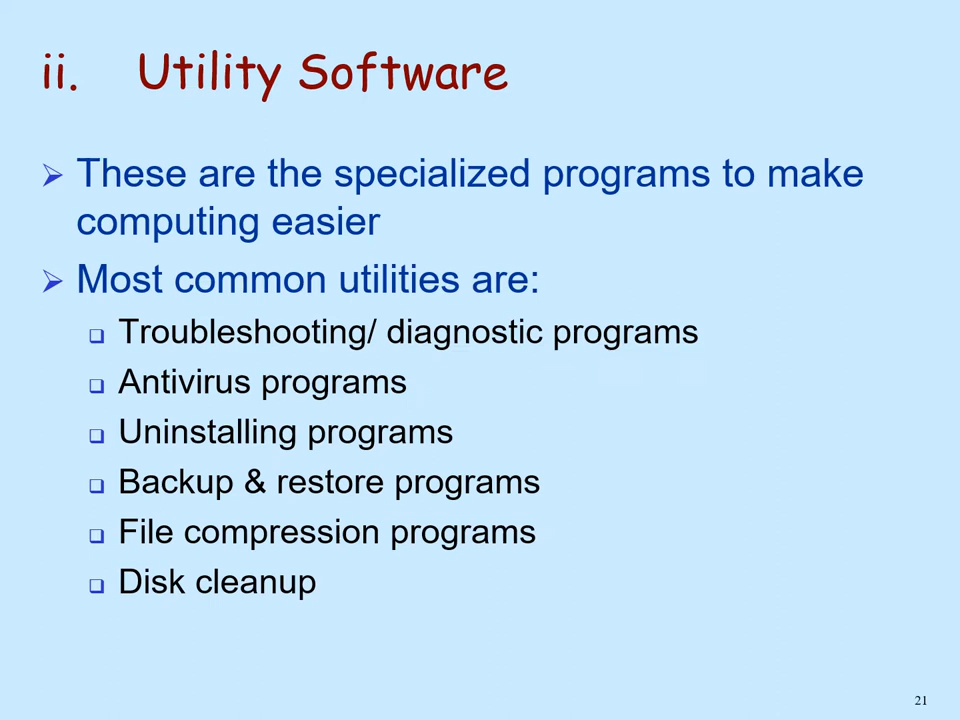 ii. Utility Software
These are the specialized programs to make
computing easier
Most common utilities are:
Troubleshooting/ diagnostic programs
Antivirus programs
Uninstalling programs
Backup & restore programs
File compression programs
Disk cleanup
21